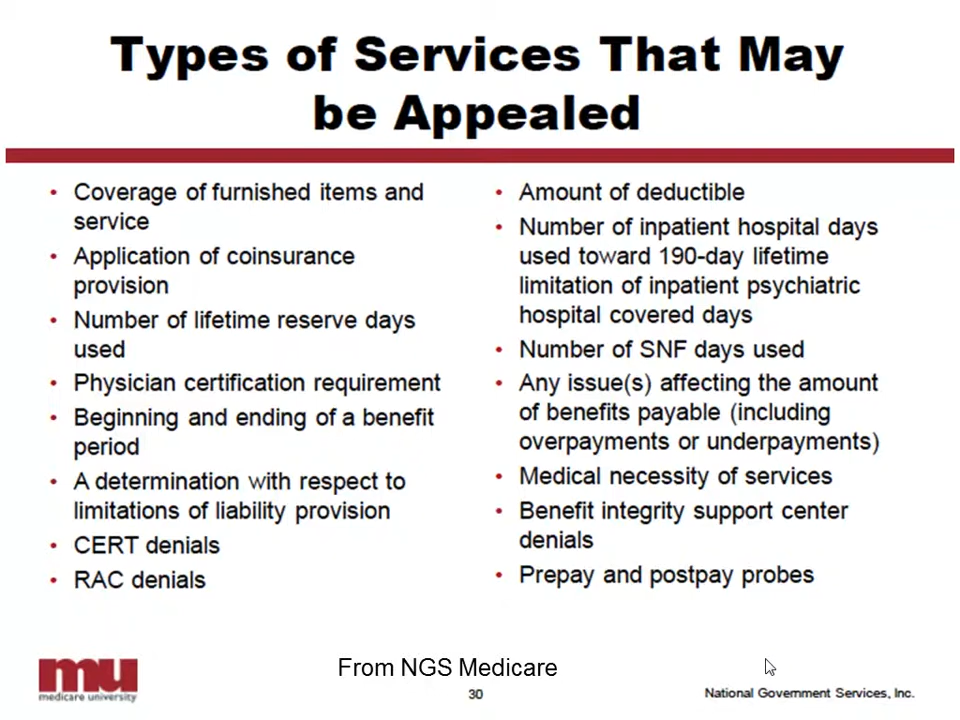 Types of Services That May
be Appealed
• Coverage of furnished items and
service
• Application of coinsurance
provision
• Number of lifetime reserve days
used
• Physician certification requirement
• Beginning and ending of a benefit
period
• A determination with respect to
limitations of liability provision
• CERT denials
• RAC denials
• Amount of deductible
• Number of inpatient hospital days
used toward 190-day lifetime
limitation of inpatient psychiatric
hospital covered days
• Number of SNF days used
• Any issue(s) affecting the amount
of benefits payable (including
overpayments or underpayments)
• Medical necessity of services
• Benefit integrity support center
denials
• Prepay and postpay probes
mu
medicare university
From NGS Medicare
30
National Government Services, Inc.